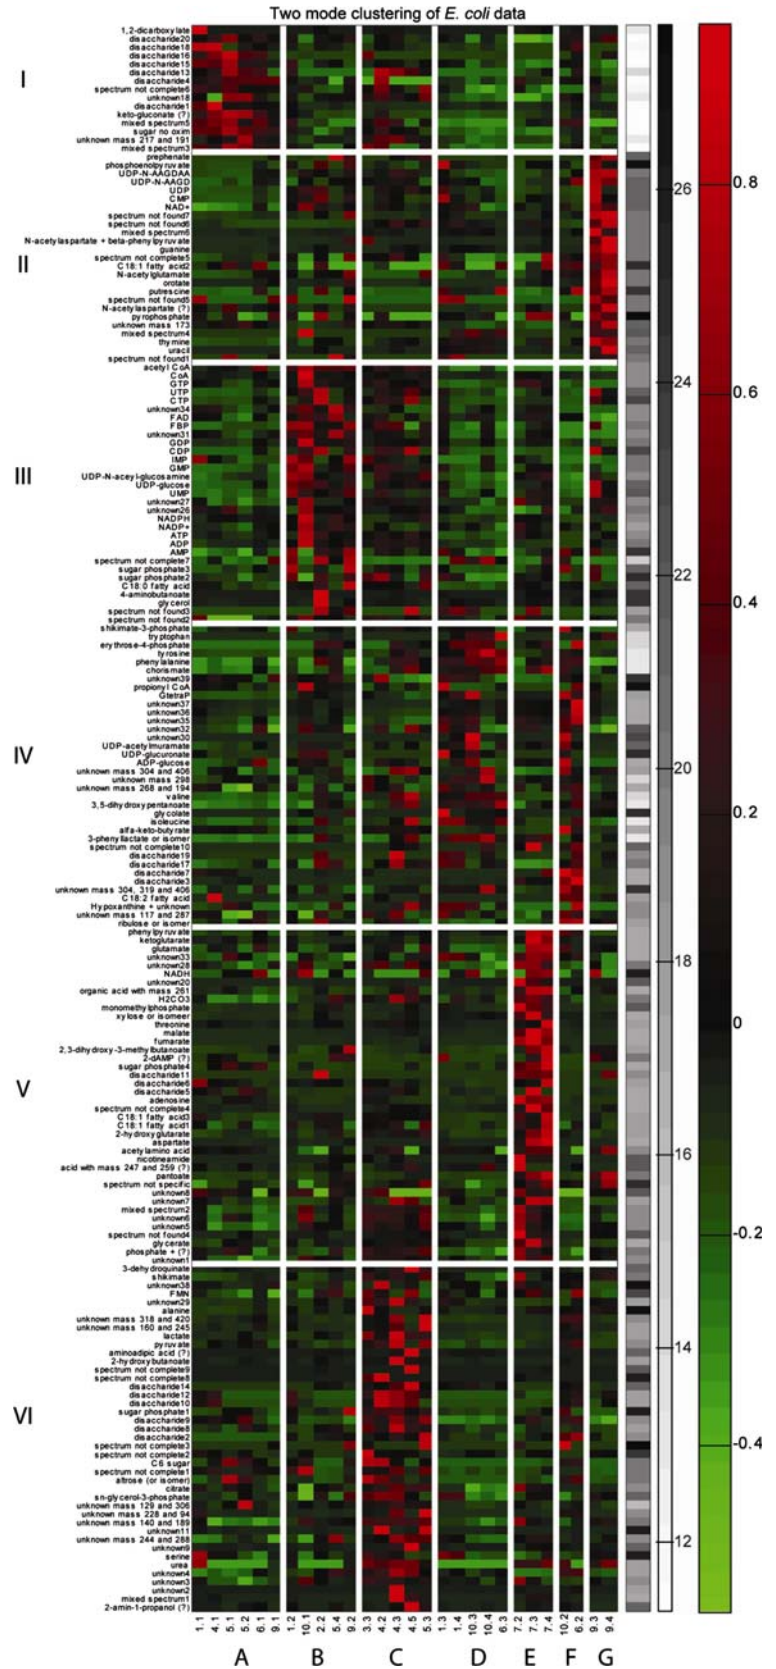 Two mode clustering of E. coli data
I
1,2-dicarboxylate
disaccharide20
disaccharide18
disaccharide16
disaccharide15
disaccharide13
disaccharide4
spectrum not complete6
unknown18
disaccharide1
keto-gluconate (?)
mixed spectrum5
sugar no oxim
unknown mass 217 and 191
mixed spectrum3
II
prephenate
phosphoenolpyruvate
UDP-N-AAGDAA
UDP-N-AAGD
UDP
CMP
NAD+
spectrum not found7
spectrum not found6
mixed spectrum6
N-acetylaspartate + beta-phenylpyruvate
guanine
spectrum not complete5
C18:1 fatty acid2
N-acetylglutamate
orotate
putrescine
spectrum not found5
N-acetylaspartate (?)
pyrophosphate
unknown mass 173
mixed spectrum4
thymine
uracil
spectrum not found1
III
acetyl CoA
CoA
GTP
UTP
CTP
unknown34
FAD
FBP
unknown31
GDP
CDP
IMP
GMP
UDP-N-aceyl-glucosamine
UDP-glucose
UMP
unknown27
unknown26
NADPH
NADP+
ATP
ADP
AMP
spectrum not complete7
sugar phosphate3
sugar phosphate2
C18:0 fatty acid
4-aminobutanoate
glycerol
spectrum not found3
spectrum not found2
IV
shikimate-3-phosphate
tryptophan
erythrose-4-phosphate
tyrosine
phenylalanine
chorismate
unknown39
propionyl CoA
GtetraP
unknown37
unknown36
unknown35
unknown32
unknown30
UDP-acetylmuramate
UDP-glucuronate
ADP-glucose
unknown mass 304 and 406
unknown mass 298
unknown mass 268 and 194
valine
3,5-dihydroxypentanoate
glycolate
isoleucine
alfa-keto-butyrate
3-phenyllactate or isomer
spectrum not complete10
disaccharide19
disaccharide17
disaccharide7
disaccharide3
unknown mass 304, 319 and 406
C18:2 fatty acid
Hypoxanthine + unknown
unknown mass 117 and 287
ribulose or isomer
V
phenylpyruvate
ketoglutarate
glutamate
unknown33
unknown28
NADH
unknown20
organic acid with mass 261
H2CO3
monomethylphosphate
xylose or isomeer
threonine
malate
fumarate
2,3-dihydroxy-3-methylbutanoate
2-dAMP (?)
sugar phosphate4
disaccharide11
disaccharide6
disaccharide5
adenosine
spectrum not complete4
C18:1 fatty acid3
C18:1 fatty acid1
2-hydroxyglutarate
aspartate
acetylamino acid
nicotineamide
acid with mass 247 and 259 (?)
pantoate
spectrum not specific
unknown8
unknown7
mixed spectrum2
unknown6
unknown5
spectrum not found4
glycerate
phosphate + (?)
unknown1
VI
3-dehydroquinate
shikimate
unknown38
FMN
unknown29
alanine
unknown mass 318 and 420
unknown mass 160 and 245
lactate
pyruvate
aminoadipic acid (?)
2-hydroxybutanoate
spectrum not complete9
spectrum not complete8
disaccharide14
disaccharide12
disaccharide10
sugar phosphate1
disaccharide9
disaccharide8
disaccharide2
spectrum not complete3
spectrum not complete2
C6 sugar
spectrum not complete1
altrose (or isomer)
citrate
sn-glycerol-3-phosphate
unknown mass 129 and 306
unknown mass 228 and 94
unknown mass 140 and 189
unknown11
unknown mass 244 and 288
unknown9
serine
urea
unknown4
unknown3
unknown2
mixed spectrum1
2-amin-1-propanol (?)
1.1 4.1 5.1 5.2 6.1 9.1 1.2 10.1 2.2 5.4 9.2 3.3 4.2 4.3 4.5 5.3 1.3 1.4 10.3 10.4 6.3 7.2 7.3 7.4 10.2 6.2 9.3 9.4
A B C D E F G
26
24
22
20
18
16
14
12
0.8
0.6
0.4
0.2
0
-0.2
-0.4